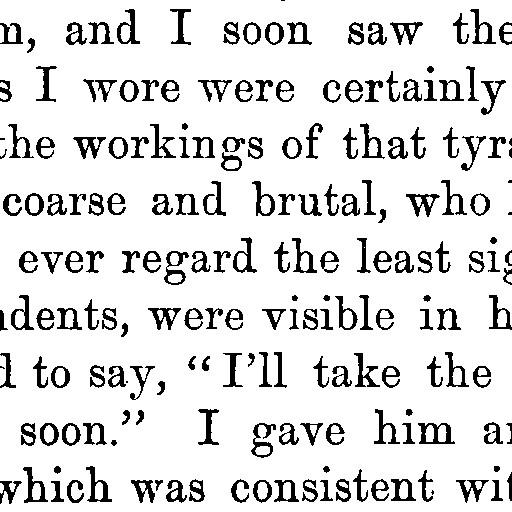 m, and I soon saw the
s I wore were certainly
the workings of that tyra
coarse and brutal, who
ever regard the least sig
ndents, were visible in h
d to say, “I’ll take the
soon.” I gave him an
which was consistent wit